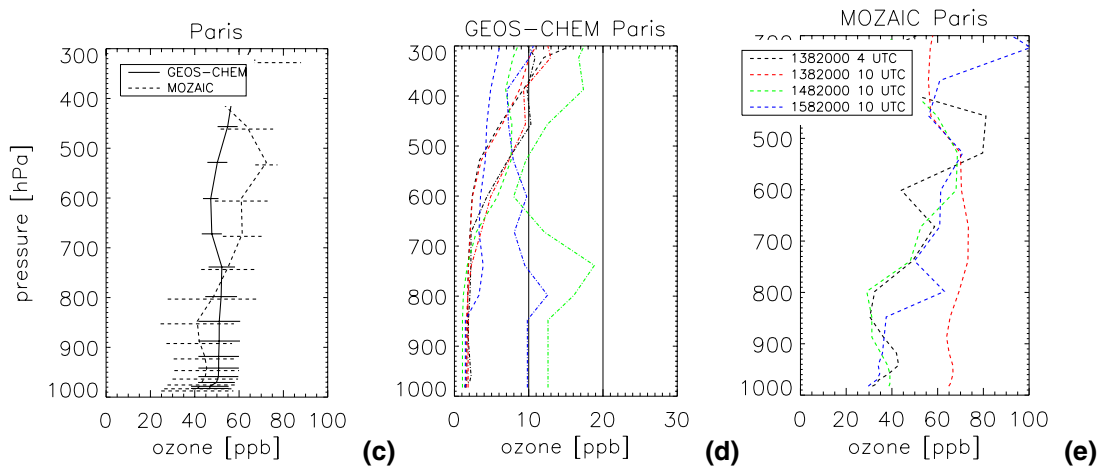 Paris
GEOS-CHEM Paris
MOZAIC Paris
GEOS-CHEM
MOZAIC
1382000 4 UTC
1382000 10 UTC
1482000 10 UTC
1582000 10 UTC
pressure [hPa]
300
400
500
600
700
800
900
1000
0 20 40 60 80 100
ozone [ppb]
(c)
300
400
500
600
700
800
900
1000
0 10 20 30
ozone [ppb]
(d)
400
500
600
700
800
900
1000
0 20 40 60 80 100
ozone [ppb]
(e)